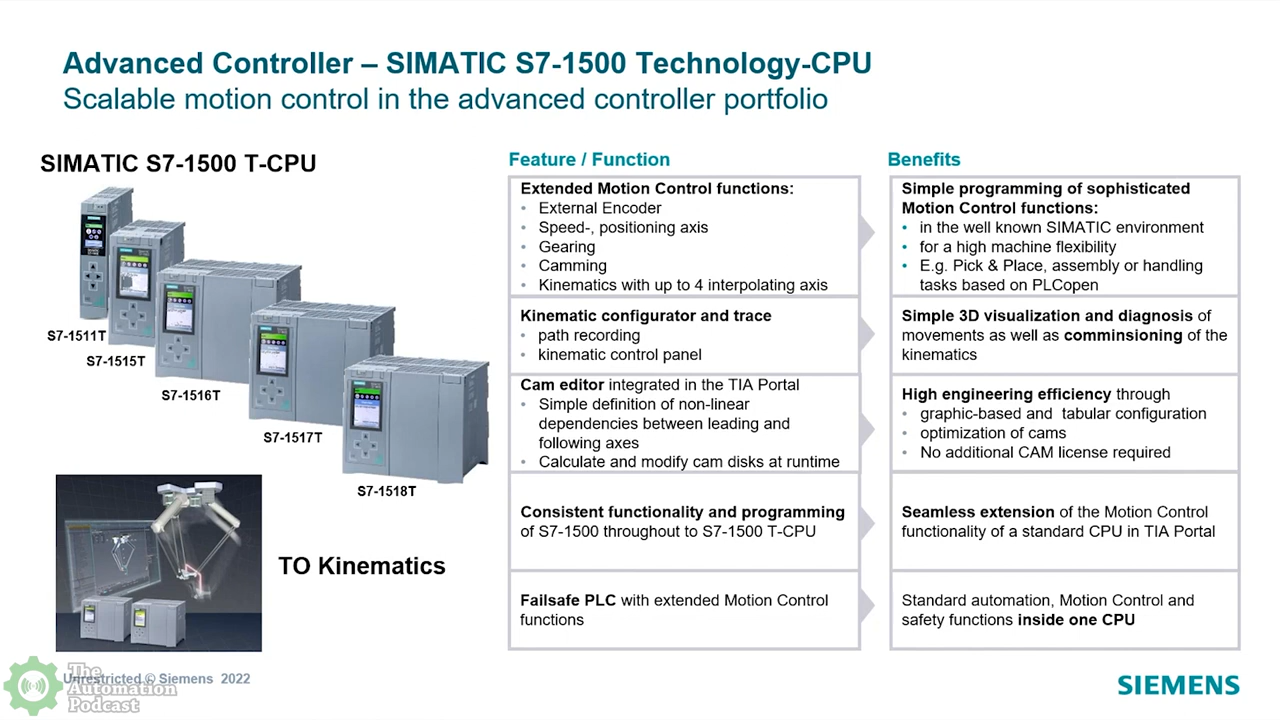 Advanced Controller – SIMATIC S7-1500 Technology-CPU
Scalable motion control in the advanced controller portfolio
SIMATIC S7-1500 T-CPU
S7-1511T
S7-1515T
S7-1516T
S7-1517T
S7-1518T
TO Kinematics
Feature / Function
Benefits
Extended Motion Control functions:
• External Encoder
• Speed-, positioning axis
• Gearing
• Camming
• Kinematics with up to 4 interpolating axis
Simple programming of sophisticated
Motion Control functions:
• in the well known SIMATIC environment
• for a high machine flexibility
• E.g. Pick & Place, assembly or handling
tasks based on PLCopen
Kinematic configurator and trace
• path recording
• kinematic control panel
Simple 3D visualization and diagnosis of
movements as well as comminsioning of the
kinematics
Cam editor integrated in the TIA Portal
• Simple definition of non-linear
dependencies between leading and
following axes
• Calculate and modify cam disks at runtime
High engineering efficiency through
• graphic-based and tabular configuration
• optimization of cams
• No additional CAM license required
Consistent functionality and programming
of S7-1500 throughout to S7-1500 T-CPU
Seamless extension of the Motion Control
functionality of a standard CPU in TIA Portal
Failsafe PLC with extended Motion Control
functions
Standard automation, Motion Control and
safety functions inside one CPU
Unrestricted © Siemens 2022
The
Automation
Podcast
SIEMENS